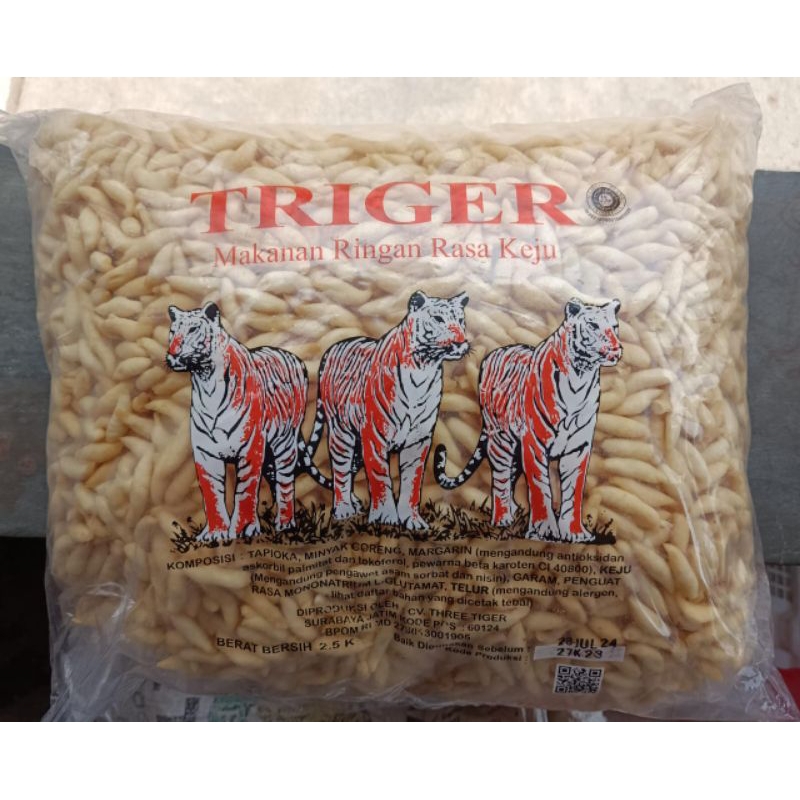 TRIGER
Makanan Ringan Rasa Keju
KOMPOSISI : TAPIOKA, MINYAK GORENG, MARGARIN (mengandung antioksidan
askorbil palmitat dan tokoferol, pewarna beta karoten CI 40800), KEJU
(Mengandung pengawet asam sorbat dan nisin), GARAM, PENGUAT
RASA MONONATRIUM L-GLUTAMAT, TELUR (mengandung alergen,
lihat daftar bahan yang dicetak tebal)
DIPRODUKSI OLEH : CV. THREE TIGER
SURABAYA JATIM KODE POS : 60124
BPOM RI MD
BERAT BERSIH 2.5 K
Baik Digunakan Sebelum : 28 JUL 24
Kode Produksi : 27K 23